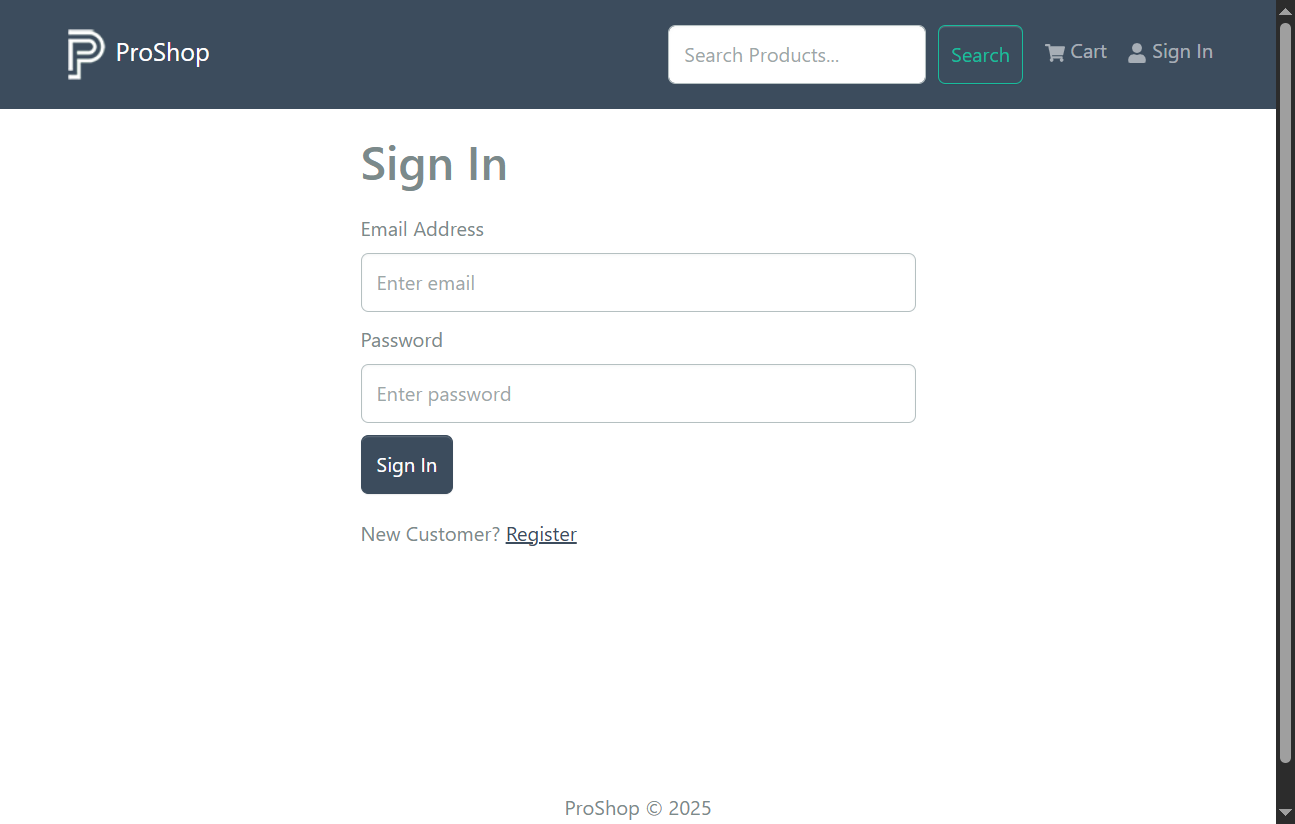 ProShop
Search Products...
Search
Cart
Sign In
Sign In
Email Address
Enter email
Password
Enter password
Sign In
New Customer? Register
ProShop © 2025